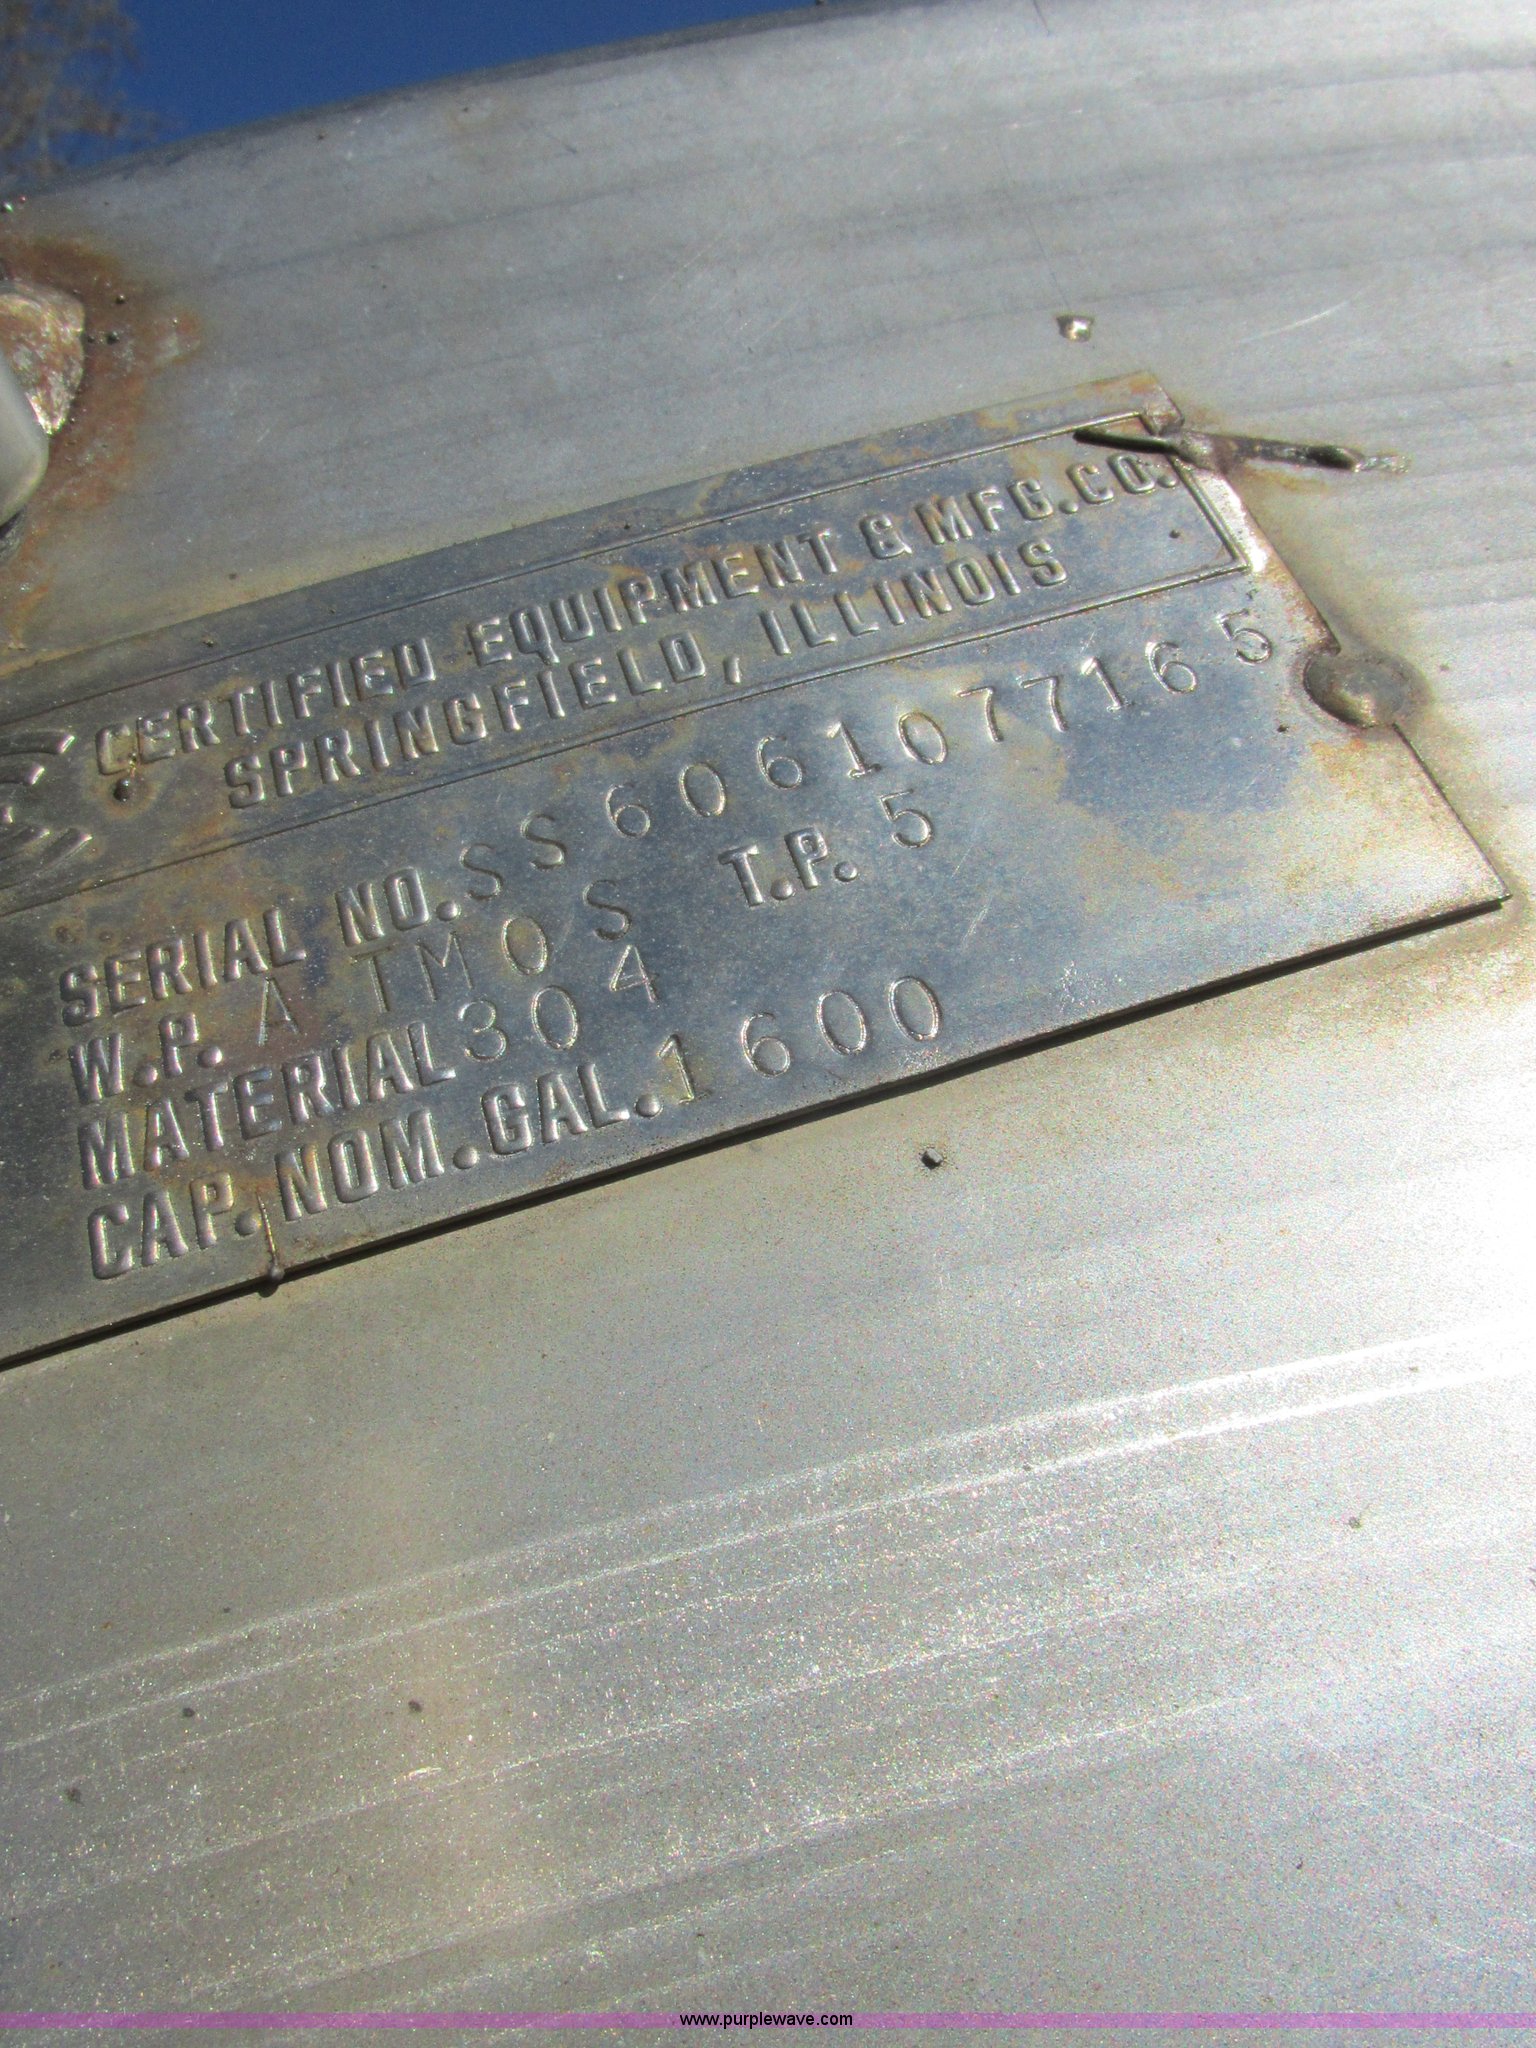 CERTIFIED EQUIPMENT & MFG.CO.
SPRINGFIELD, ILLINOIS
SERIAL NO.SS6061077165
W.P. ATMOS T.P. 5
MATERIAL 304
CAP. NOM. GAL. 1600
www.purplewave.com